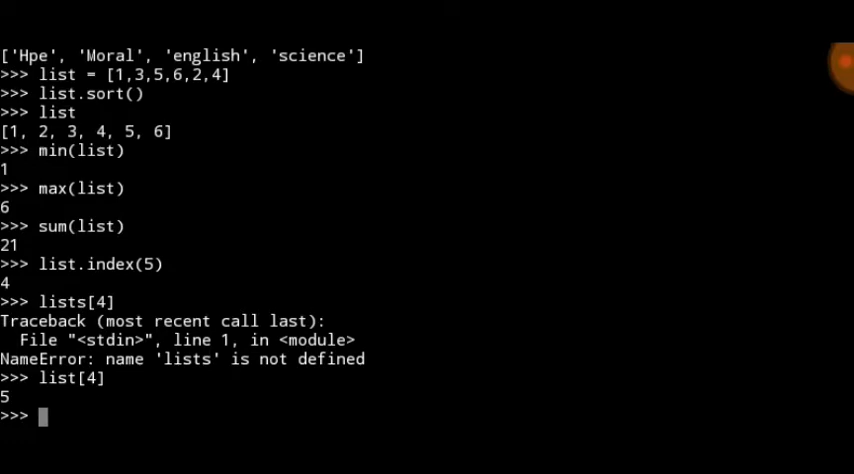 ['Hpe', 'Moral', 'english', 'science']
>>> list = [1,3,5,6,2,4]
>>> list.sort()
>>> list
[1, 2, 3, 4, 5, 6]
>>> min(list)
1
>>> max(list)
6
>>> sum(list)
21
>>> list.index(5)
4
>>> lists[4]
Traceback (most recent call last):
  File "<stdin>", line 1, in <module>
NameError: name 'lists' is not defined
>>> list[4]
5
>>>